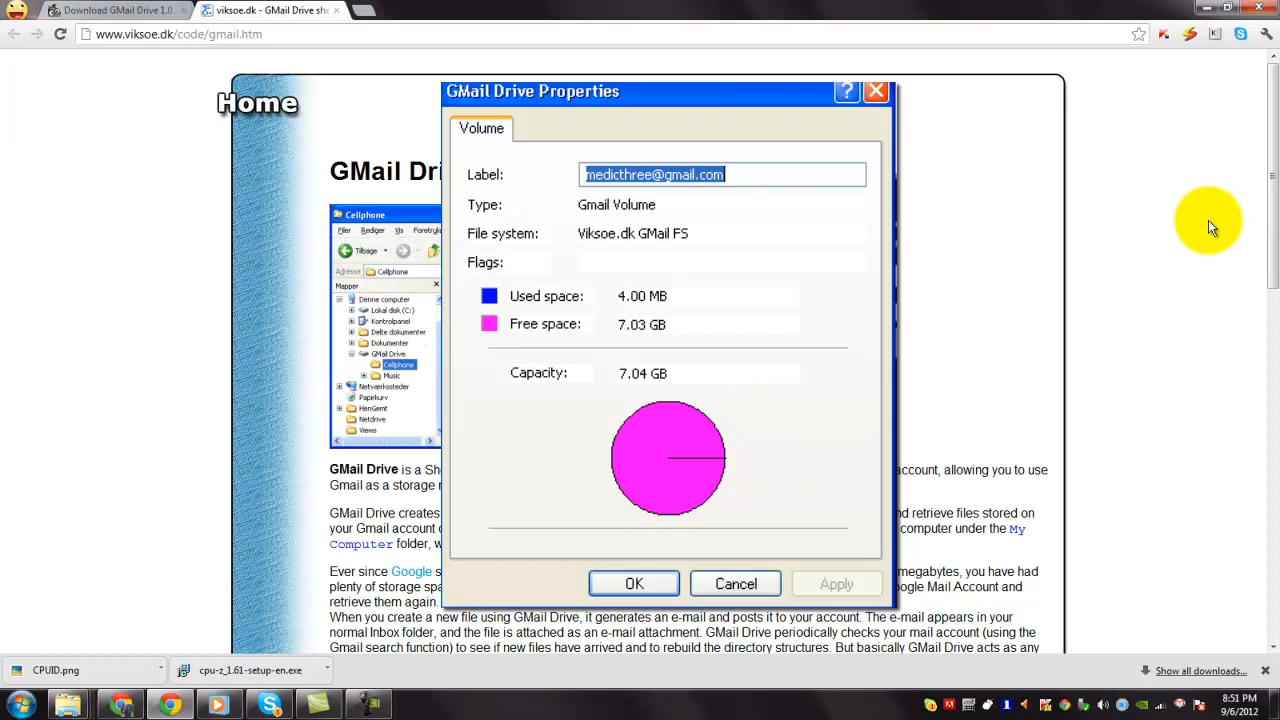 Download GMail Drive 1.0.
viksoe.dk - GMail Drive she
www.viksoe.dk/code/gmail.htm
Home
GMail Dri
GMail Drive Properties
Volume
Label: medicthree@gmail.com
Type: Gmail Volume
File system: Viksoe.dk GMail FS
Flags:
Used space: 4.00 MB
Free space: 7.03 GB
Capacity: 7.04 GB
OK Cancel Apply
Cellphone
Filer Rediger Vis Foretrukn
Tilbage
Adresse Cellphone
Mapper
Denne computer
Lokal disk (C:)
Kontrolpanel
Delte dokumenter
Dokumenter
GMail Drive
Cellphone
Music
Netværkssteder
Papirkurv
HenGemt
Netdrive
Views
GMail Drive is a She account, allowing you to use
Gmail as a storage
GMail Drive creates and retrieve files stored on
your Gmail account computer under the My
Computer folder, w
Ever since Google s megabytes, you have had
plenty of storage spa oogle Mail Account and
retrieve them again.
When you create a new file using GMail Drive, it generates an e-mail and posts it to your account. The e-mail appears in your
normal Inbox folder, and the file is attached as an e-mail attachment. GMail Drive periodically checks your mail account (using the
Gmail search function) to see if new files have arrived and to rebuild the directory structures. But basically GMail Drive acts as any
CPUID.png
cpu-z_1.61-setup-en.exe
Show all downloads...
8:51 PM
9/6/2012